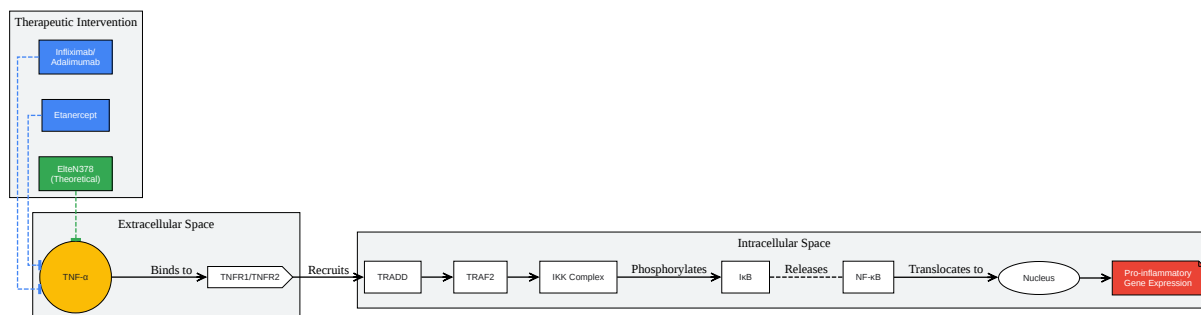 Therapeutic Intervention
Infliximab/
Adalimumab
Etanercept
ElteN378
(Theoretical)
Extracellular Space
TNF-α
Binds to
TNFR1/TNFR2
Recruits
Intracellular Space
TRADD
TRAF2
IKK Complex
Phosphorylates
IκB
Releases
NF-κB
Translocates to
Nucleus
Pro-inflammatory
Gene Expression